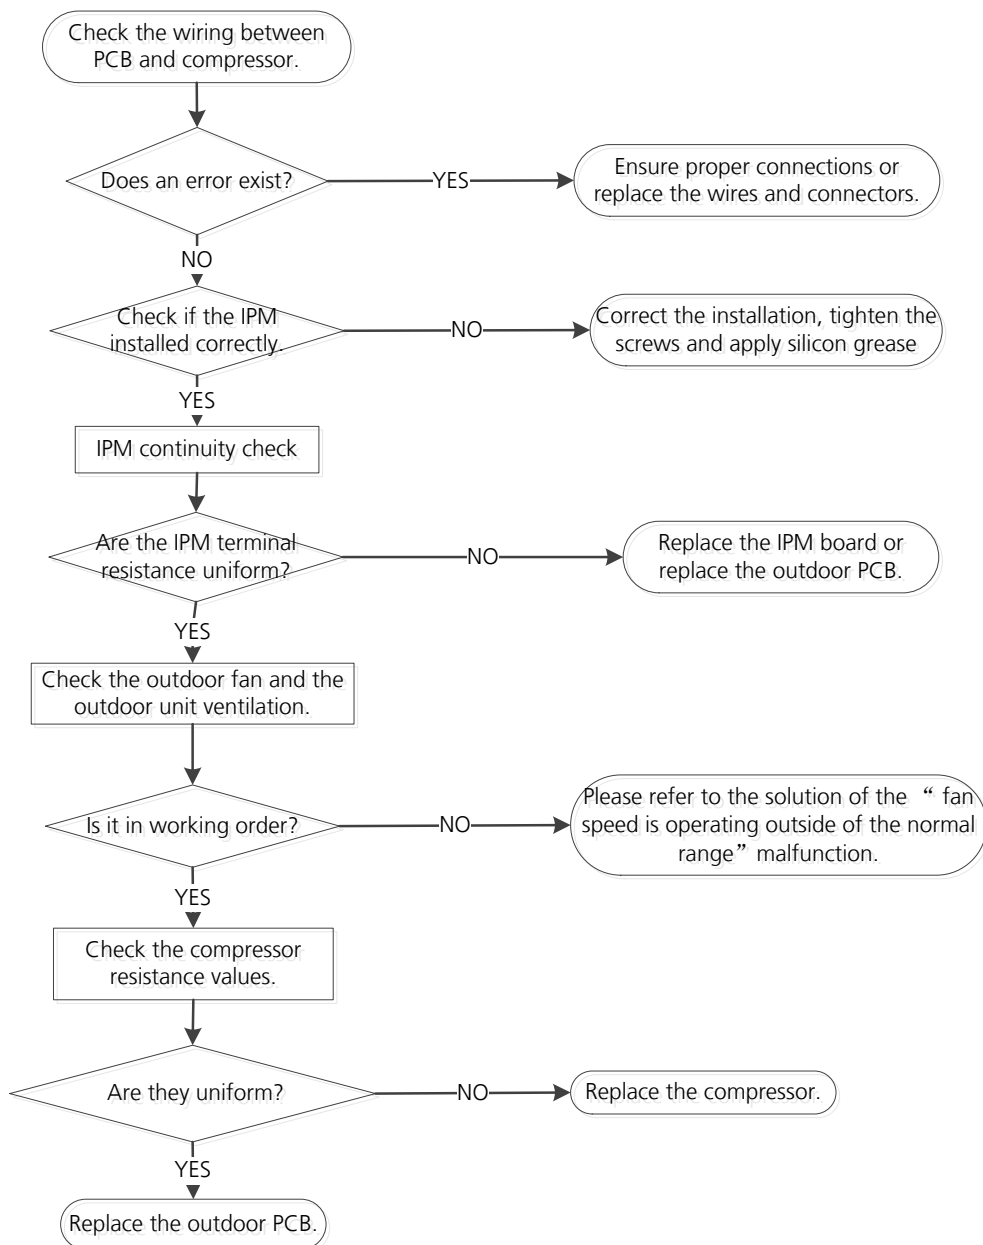 Check the wiring between
PCB and compressor.
Does an error exist?
YES
Ensure proper connections or
replace the wires and connectors.
NO
Check if the IPM
installed correctly.
NO
Correct the installation, tighten the
screws and apply silicon grease
YES
IPM continuity check
Are the IPM terminal
resistance uniform?
NO
Replace the IPM board or
replace the outdoor PCB.
YES
Check the outdoor fan and the
outdoor unit ventilation.
Is it in working order?
NO
Please refer to the solution of the “ fan
speed is operating outside of the normal
range” malfunction.
YES
Check the compressor
resistance values.
Are they uniform?
NO
Replace the compressor.
YES
Replace the outdoor PCB.